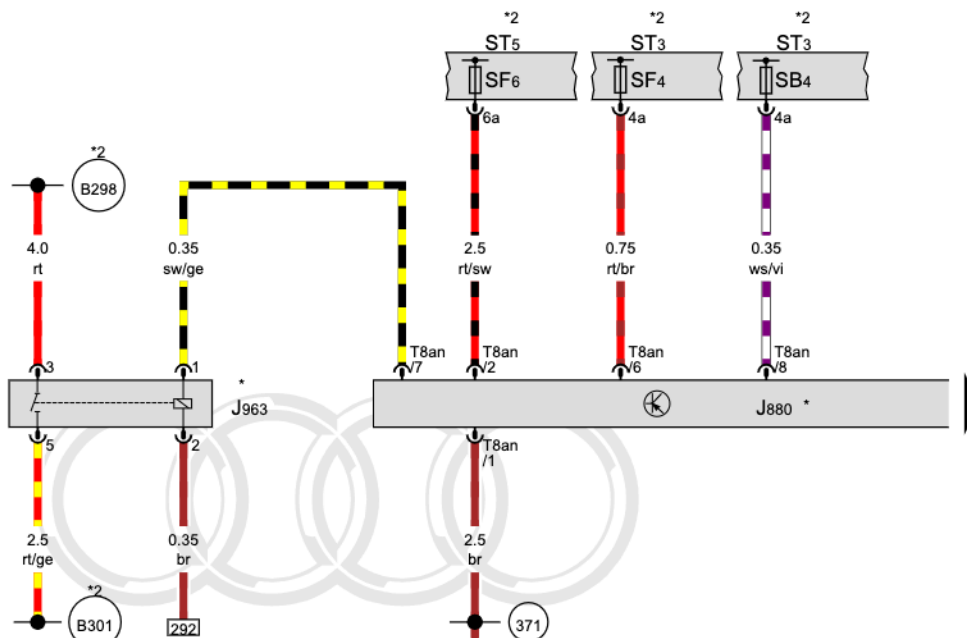 *2
*2
*2
ST5
ST3
ST3
SF6
SF4
SB4
6a
4a
4a
*2
B298
4.0
rt
0.35
sw/ge
2.5
rt/sw
0.75
rt/br
0.35
ws/vi
3
1
T8an
/7
T8an
/2
T8an
/6
T8an
/8
*
J963
J880 *
5
2
T8an
/1
2.5
rt/ge
0.35
br
2.5
br
*2
B301
292
371